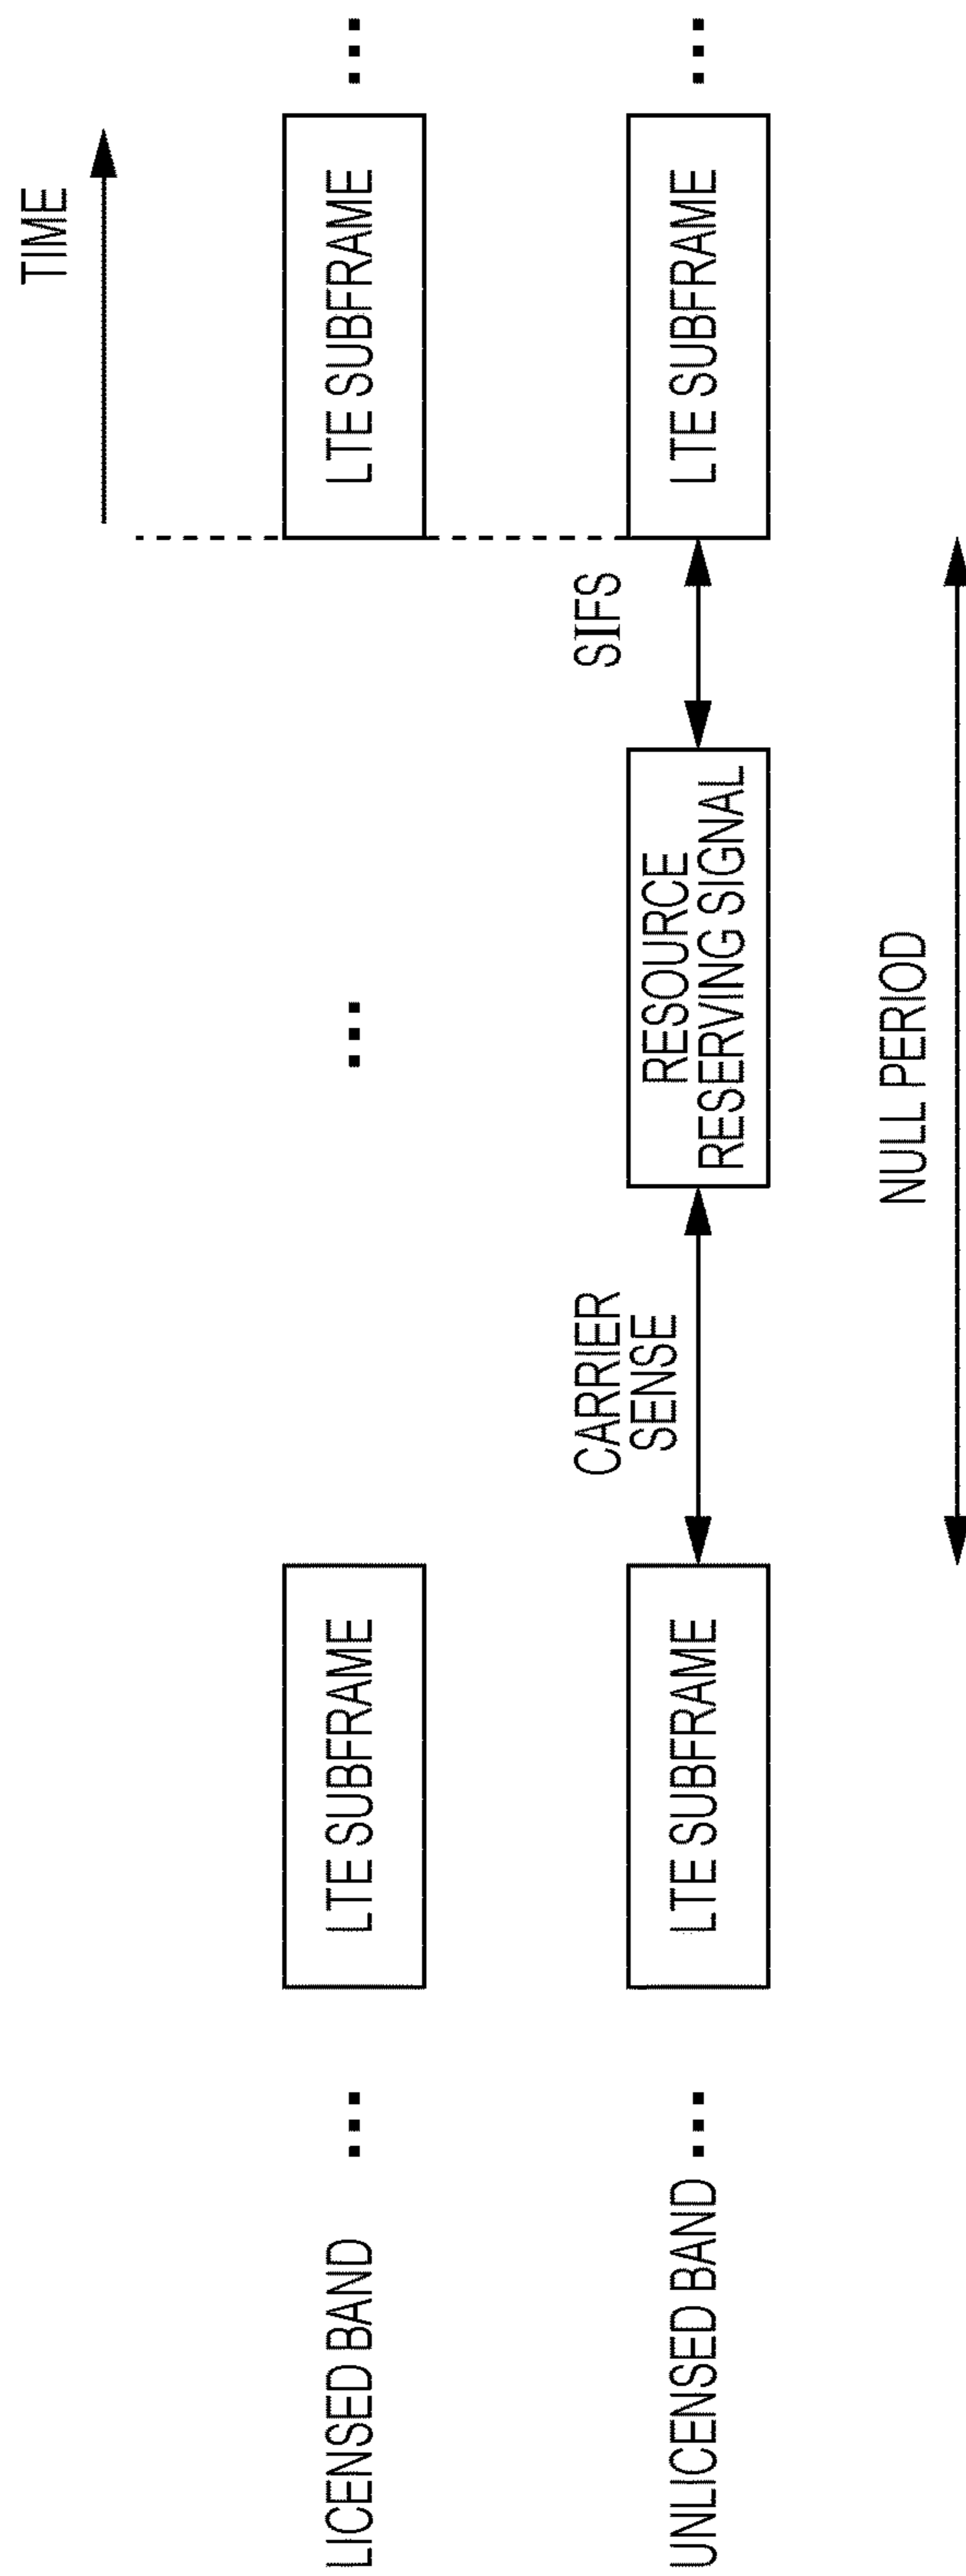 TIME
LICENSED BAND
LTE SUBFRAME
LTE SUBFRAME
CARRIER
SENSE
SIFS
UNLICENSED BAND
LTE SUBFRAME
RESOURCE
RESERVING SIGNAL
LTE SUBFRAME
NULL PERIOD